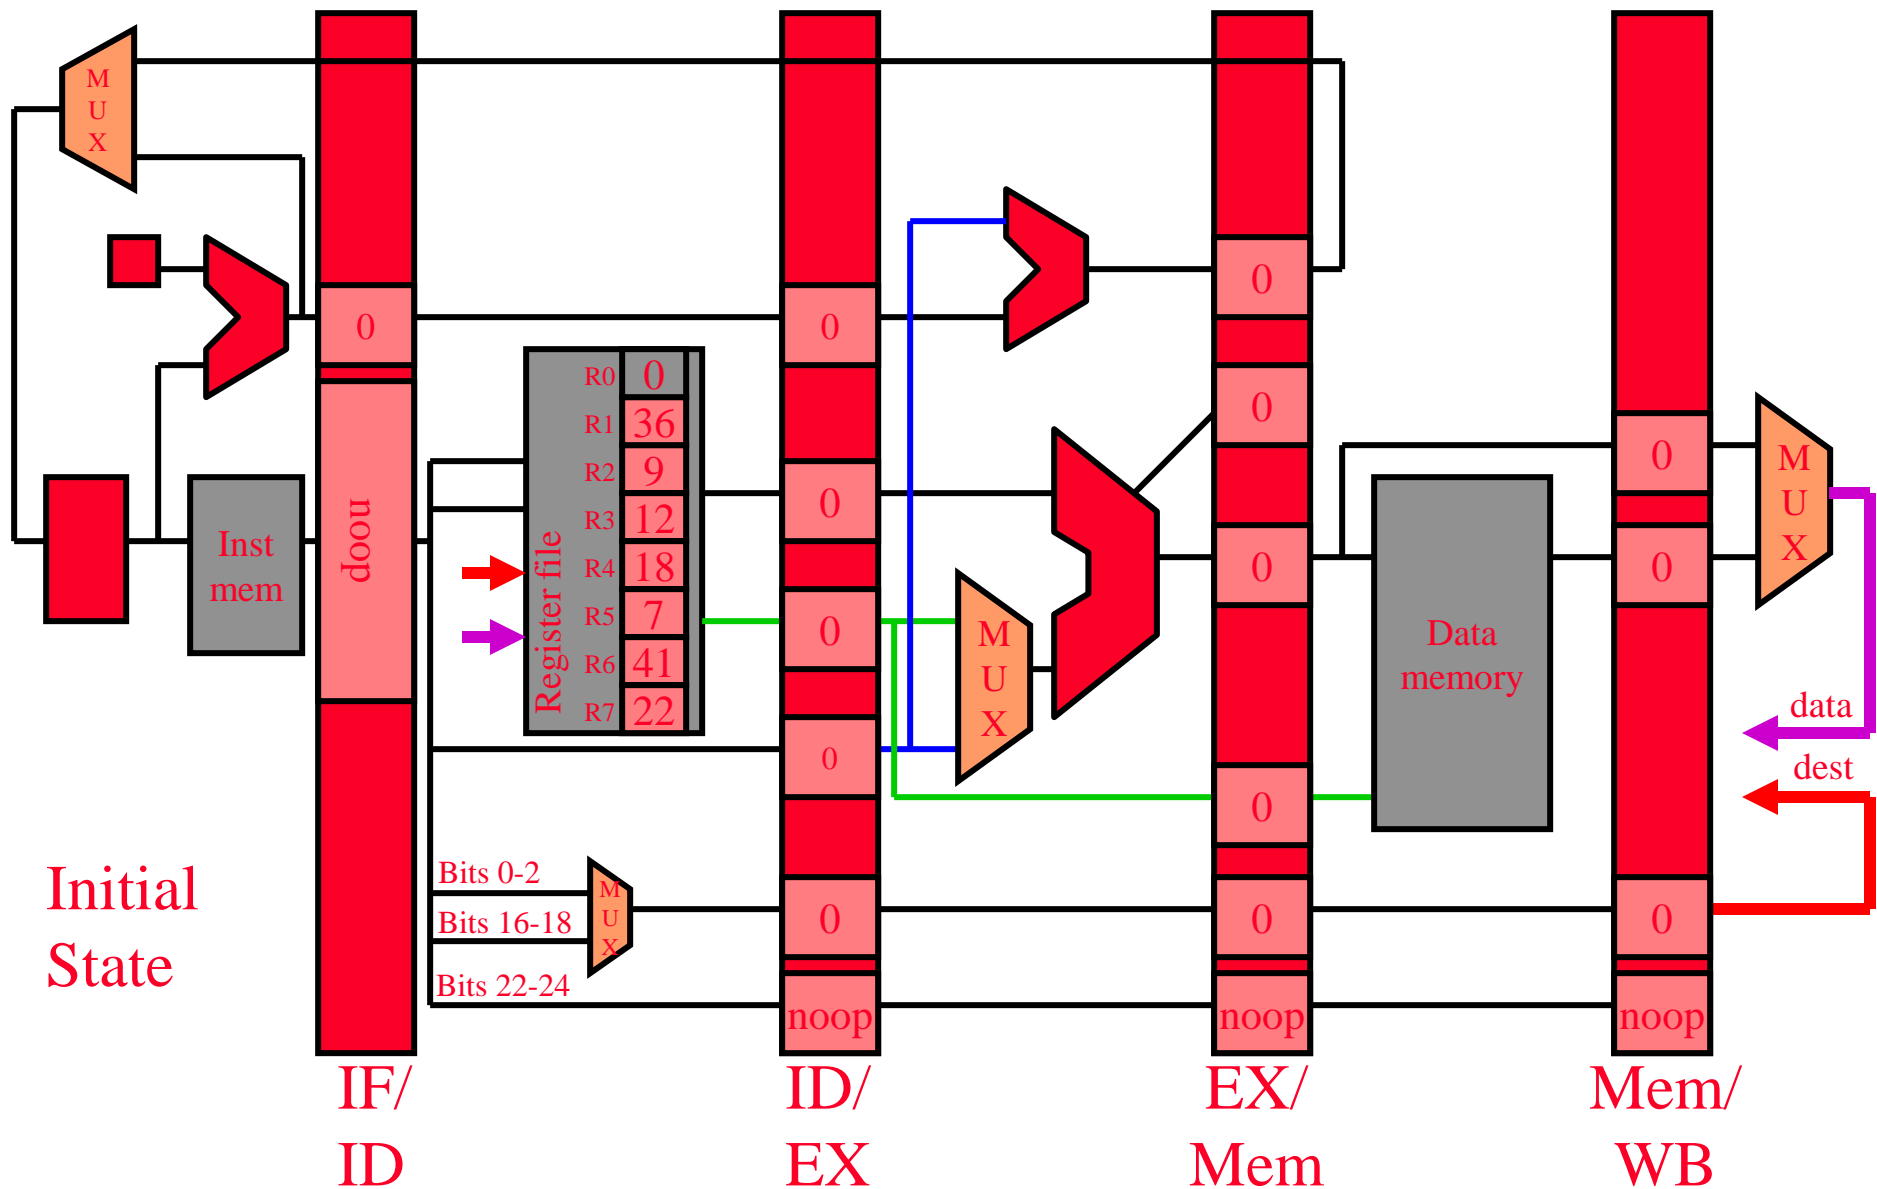 M
U
X
0
noop
Inst
mem
Register file
R0 0
R1 36
R2 9
R3 12
R4 18
R5 7
R6 41
R7 22
Bits 0-2
Bits 16-18
Bits 22-24
M
U
X
0
0
0
0
0
noop
M
U
X
0
0
0
0
0
noop
Data
memory
0
0
0
noop
M
U
X
data
dest
Initial
State
IF/
ID
ID/
EX
EX/
Mem
Mem/
WB